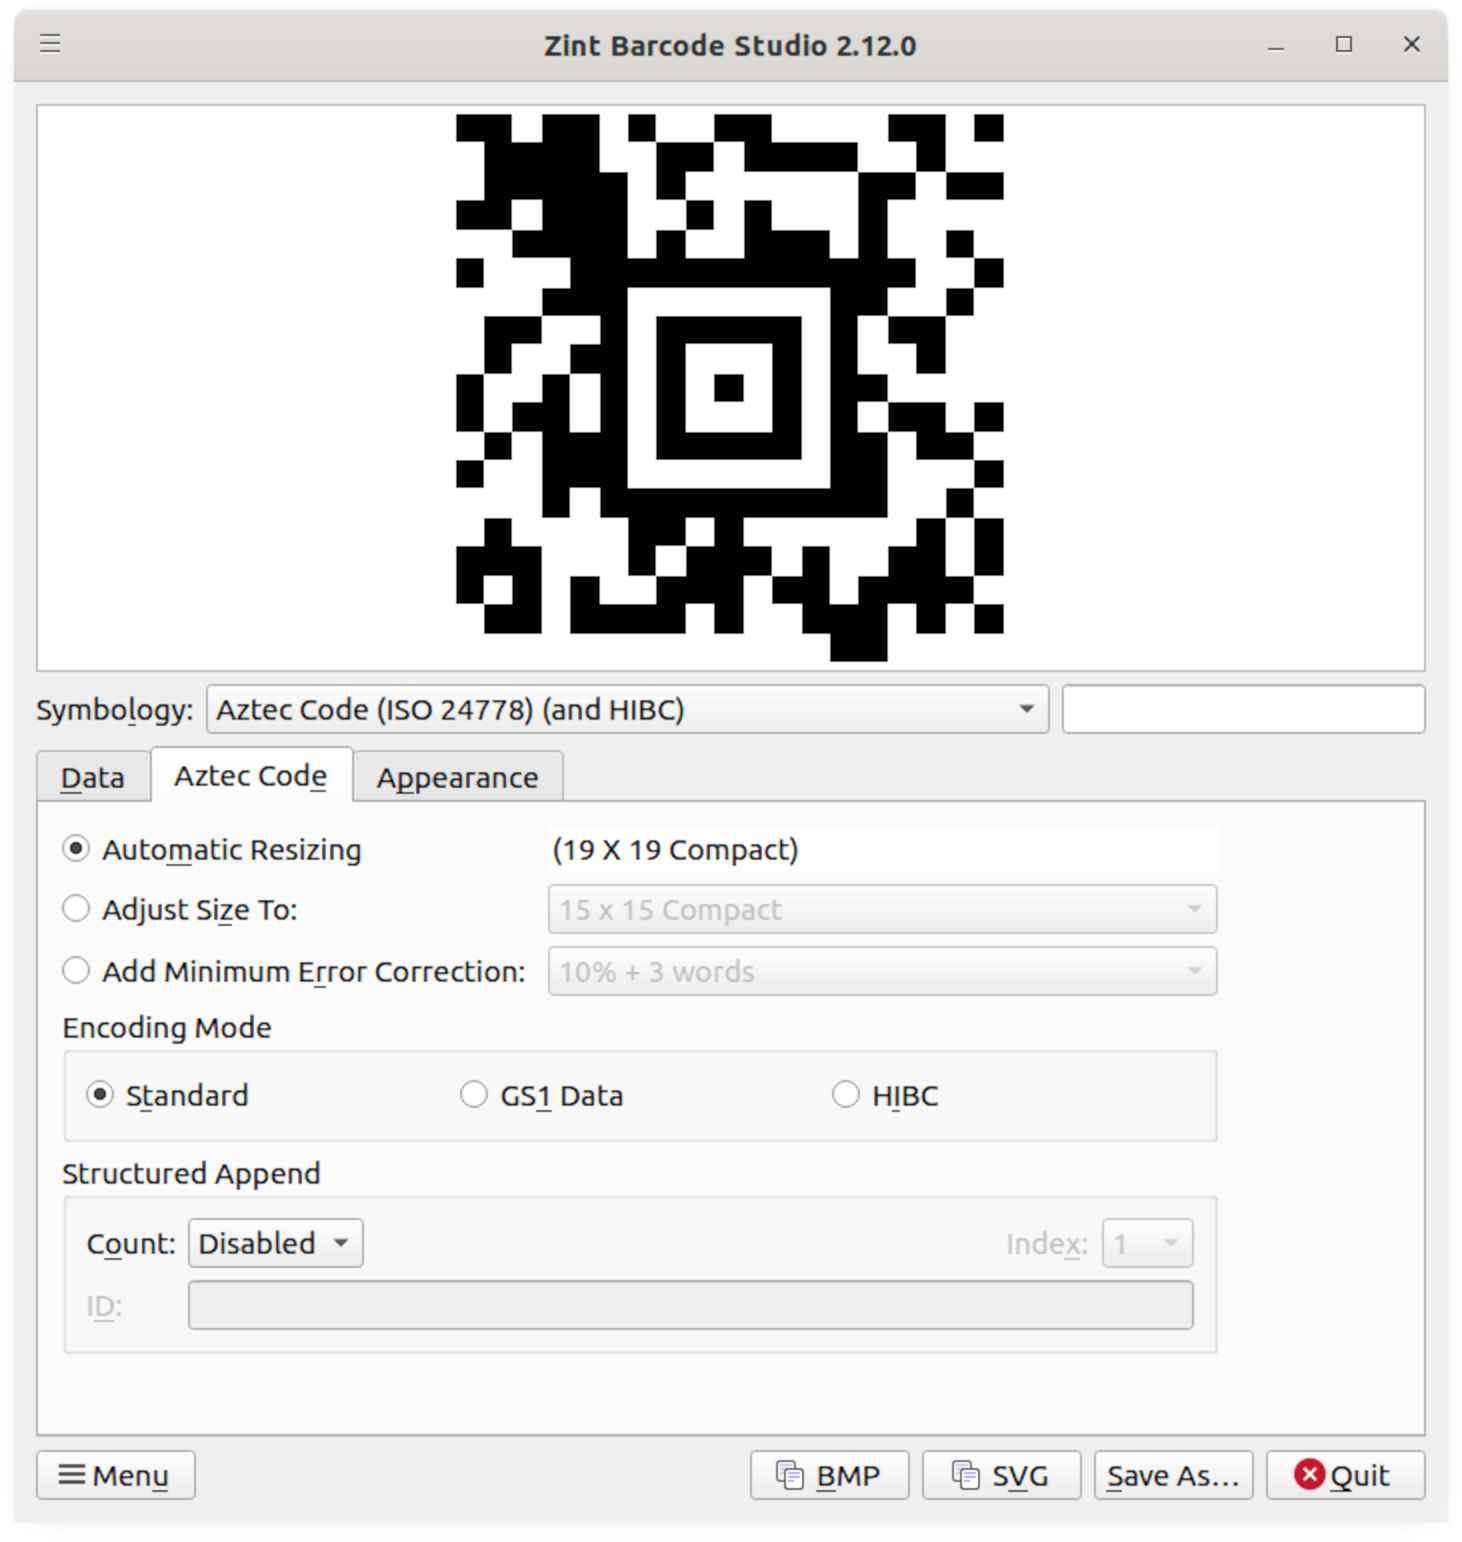 Zint Barcode Studio 2.12.0
Symbology: Aztec Code (ISO 24778) (and HIBC)
Data Aztec Code Appearance
Automatic Resizing (19 X 19 Compact)
Adjust Size To: 15 x 15 Compact
Add Minimum Error Correction: 10% + 3 words
Encoding Mode
Standard GS1 Data HIBC
Structured Append
Count: Disabled Index: 1
ID:
Menu BMP SVG Save As... Quit